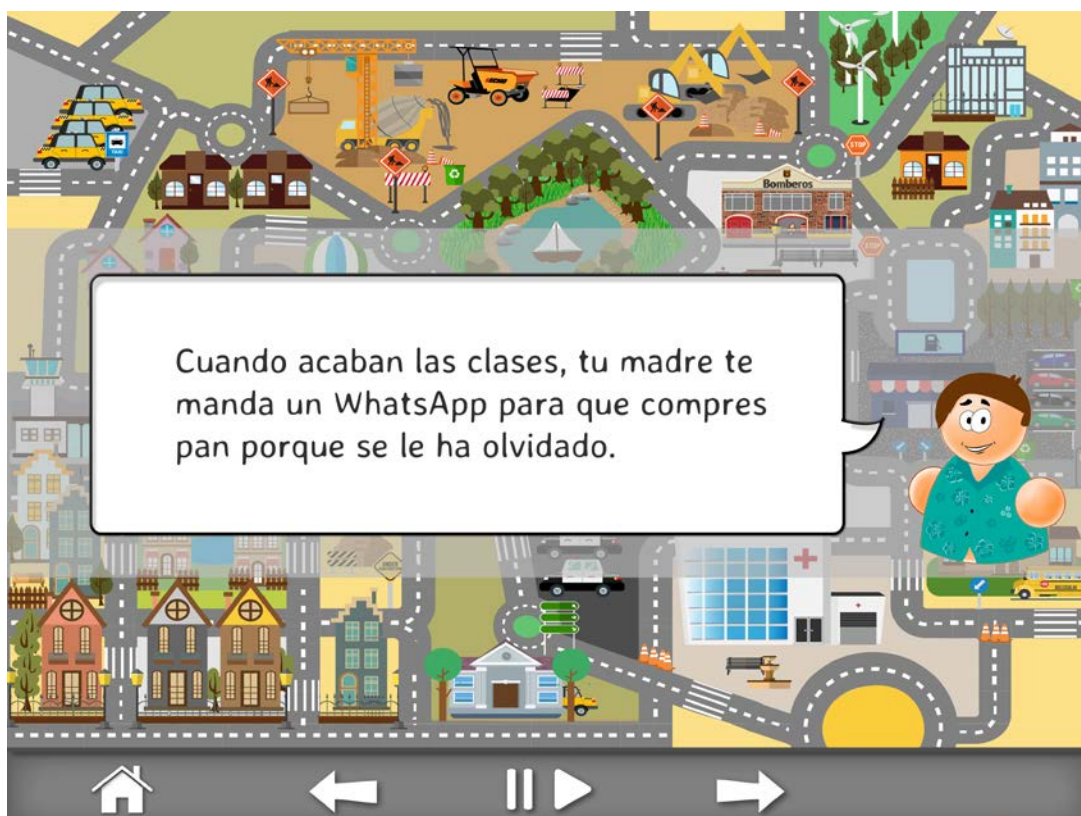 TAXI
Bomberos
STOP
STOP
Cuando acaban las clases, tu madre te
manda un WhatsApp para que compres
pan porque se le ha olvidado.